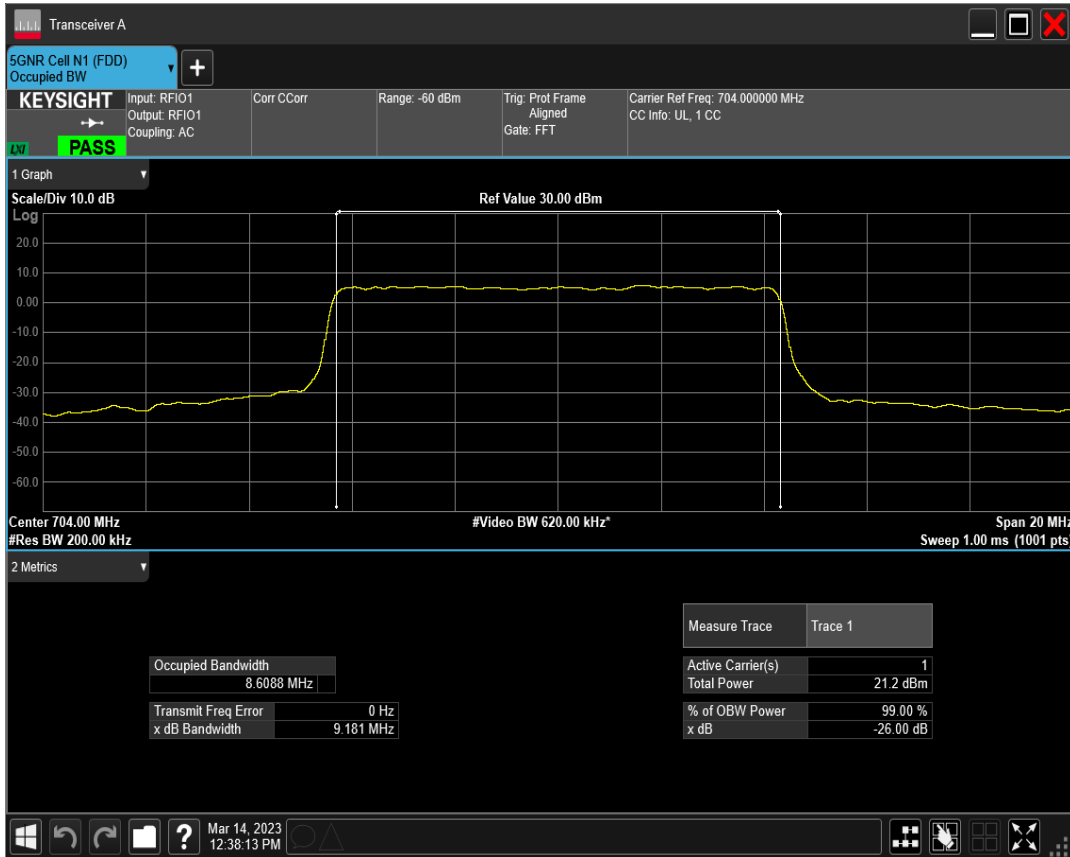 Transceiver A
5GNR Cell N1 (FDD)
Occupied BW
+
KEYSIGHT
LXI
PASS
Input: RFIO1
Output: RFIO1
Coupling: AC
Corr CCorr
Range: -60 dBm
Trig: Prot Frame
Aligned
Gate: FFT
Carrier Ref Freq: 704.000000 MHz
CC Info: UL, 1 CC
1 Graph
Scale/Div 10.0 dB Ref Value 30.00 dBm
Log
20.0
10.0
0.00
-10.0
-20.0
-30.0
-40.0
-50.0
-60.0
Center 704.00 MHz #Video BW 620.00 kHz* Span 20 MHz
#Res BW 200.00 kHz Sweep 1.00 ms (1001 pts)
2 Metrics
Measure Trace Trace 1
Occupied Bandwidth
8.6088 MHz
Transmit Freq Error 0 Hz
x dB Bandwidth 9.181 MHz
Active Carrier(s) 1
Total Power 21.2 dBm
% of OBW Power 99.00 %
x dB -26.00 dB
?
Mar 14, 2023
12:38:13 PM